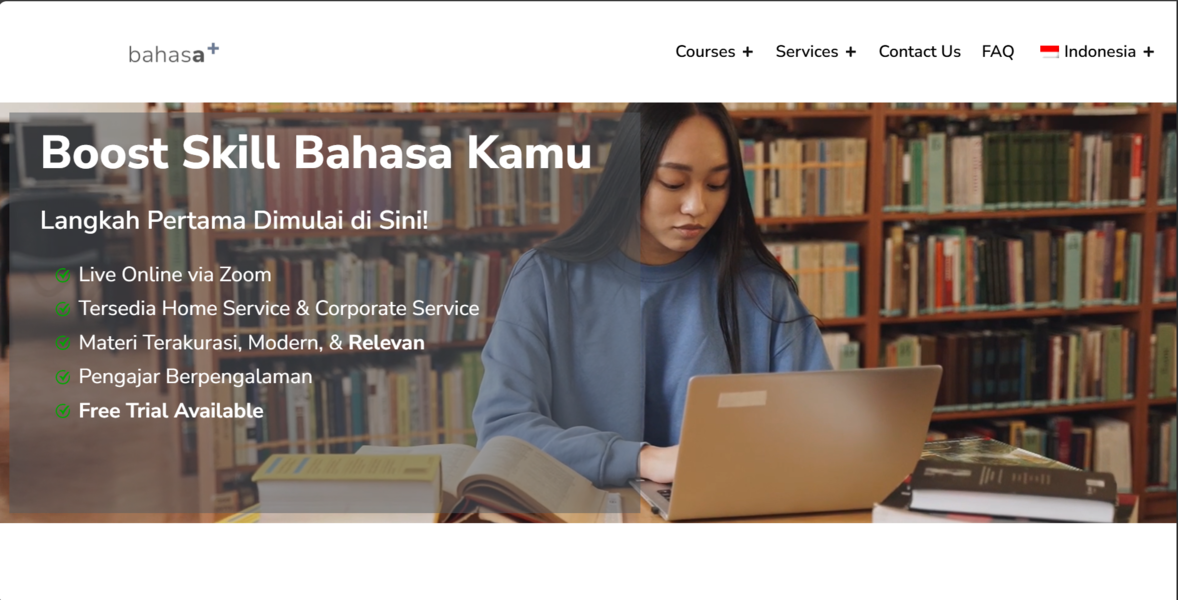 bahasa+
Courses +
Services +
Contact Us
FAQ
Indonesia +
Boost Skill Bahasa Kamu
Langkah Pertama Dimulai di Sini!
Live Online via Zoom
Tersedia Home Service & Corporate Service
Materi Terakurasi, Modern, & Relevan
Pengajar Berpengalaman
Free Trial Available